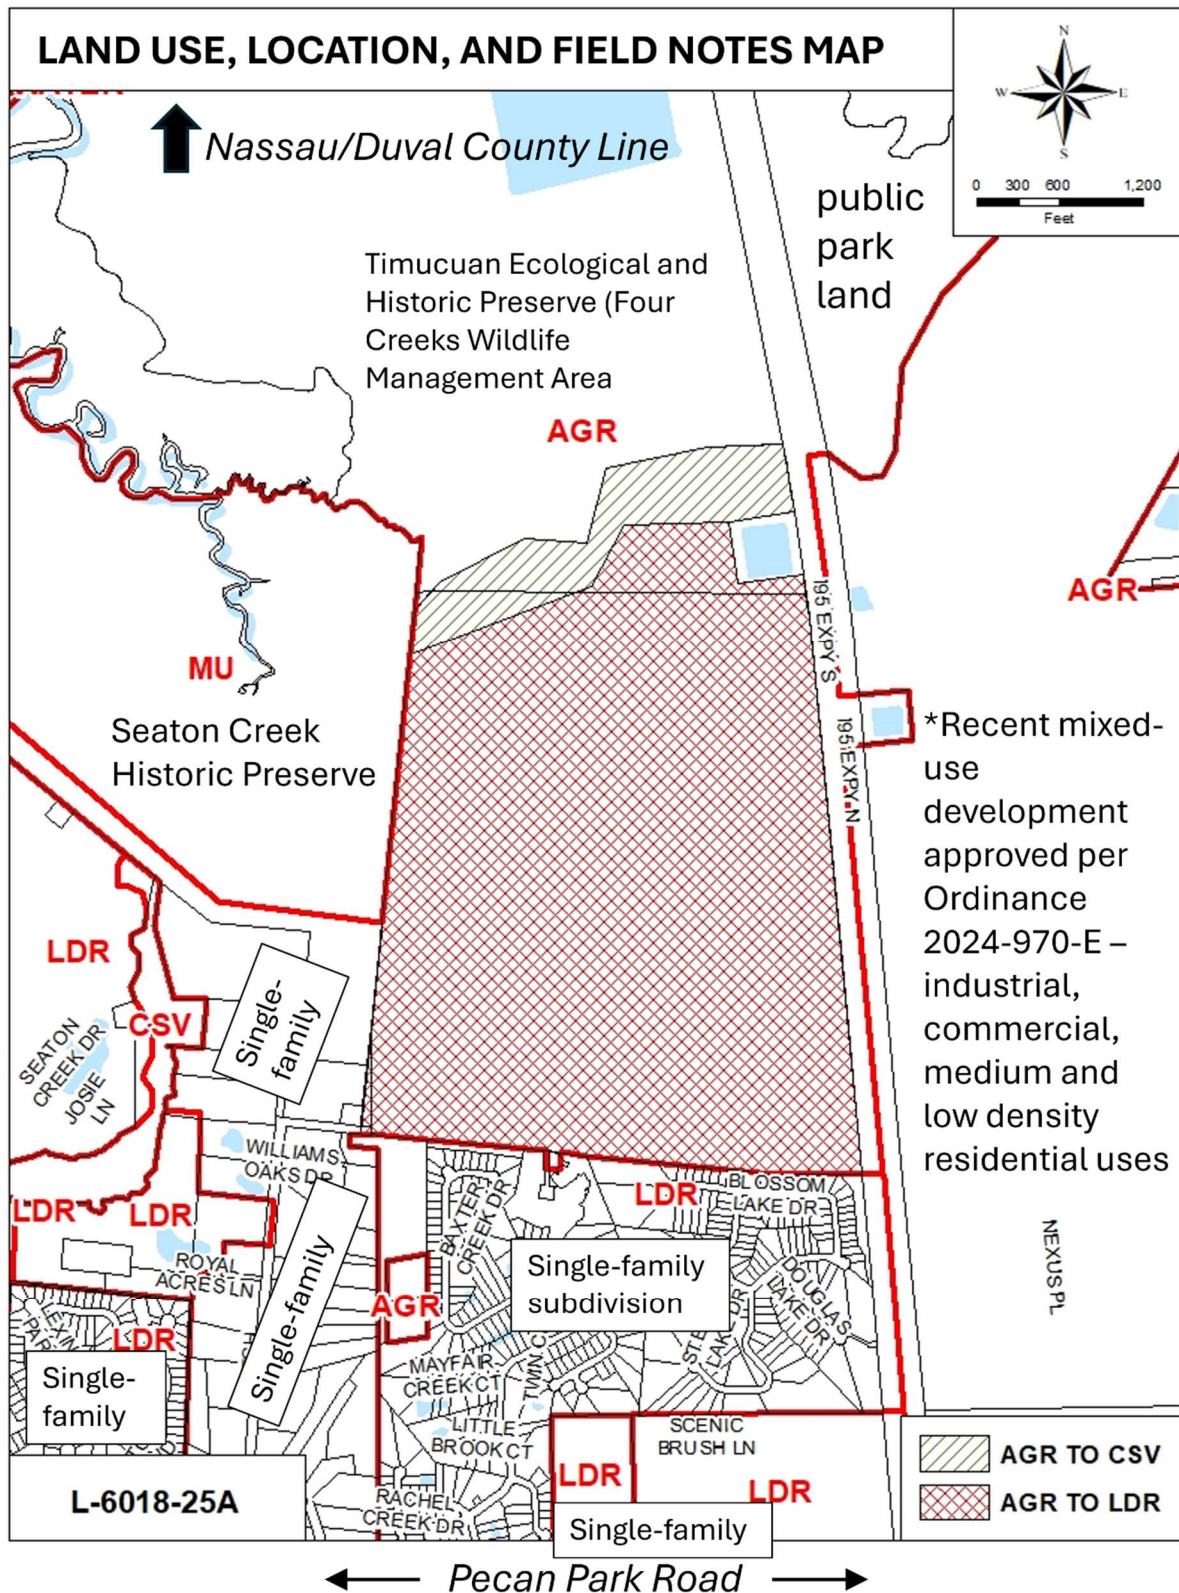 LAND USE, LOCATION, AND FIELD NOTES MAP
N
W
E
S
0 300 600 1,200
Feet
Nassau/Duval County Line
public
park
land
Timucuan Ecological and
Historic Preserve (Four
Creeks Wildlife
Management Area
AGR
AGR
I95 EXPY S
I95 EXPY N
MU
Seaton Creek
Historic Preserve
*Recent mixed-
use
development
approved per
Ordinance
2024-970-E –
industrial,
commercial,
medium and
low density
residential uses
LDR
CSV
SEATON
CREEK DR
JOSIE
LN
Single-
family
WILLIAMS
OAKS DR
LDR
LDR
ROYAL
ACRES LN
Single-family
BAXTER
CREEK DR
LDR
BLOSSOM
LAKE DR
Single-family
subdivision
DOUGLAS
LAKE DR
LAKE DR
NEXUS PL
AGR
LDR
Single-
family
MAYFAIR
CREEK CT
TWIN
LITTLE
BROOK CT
SCENIC
BRUSH LN
LDR
LDR
RACHEL
CREEK DR
Single-family
L-6018-25A
AGR TO CSV
AGR TO LDR
Pecan Park Road